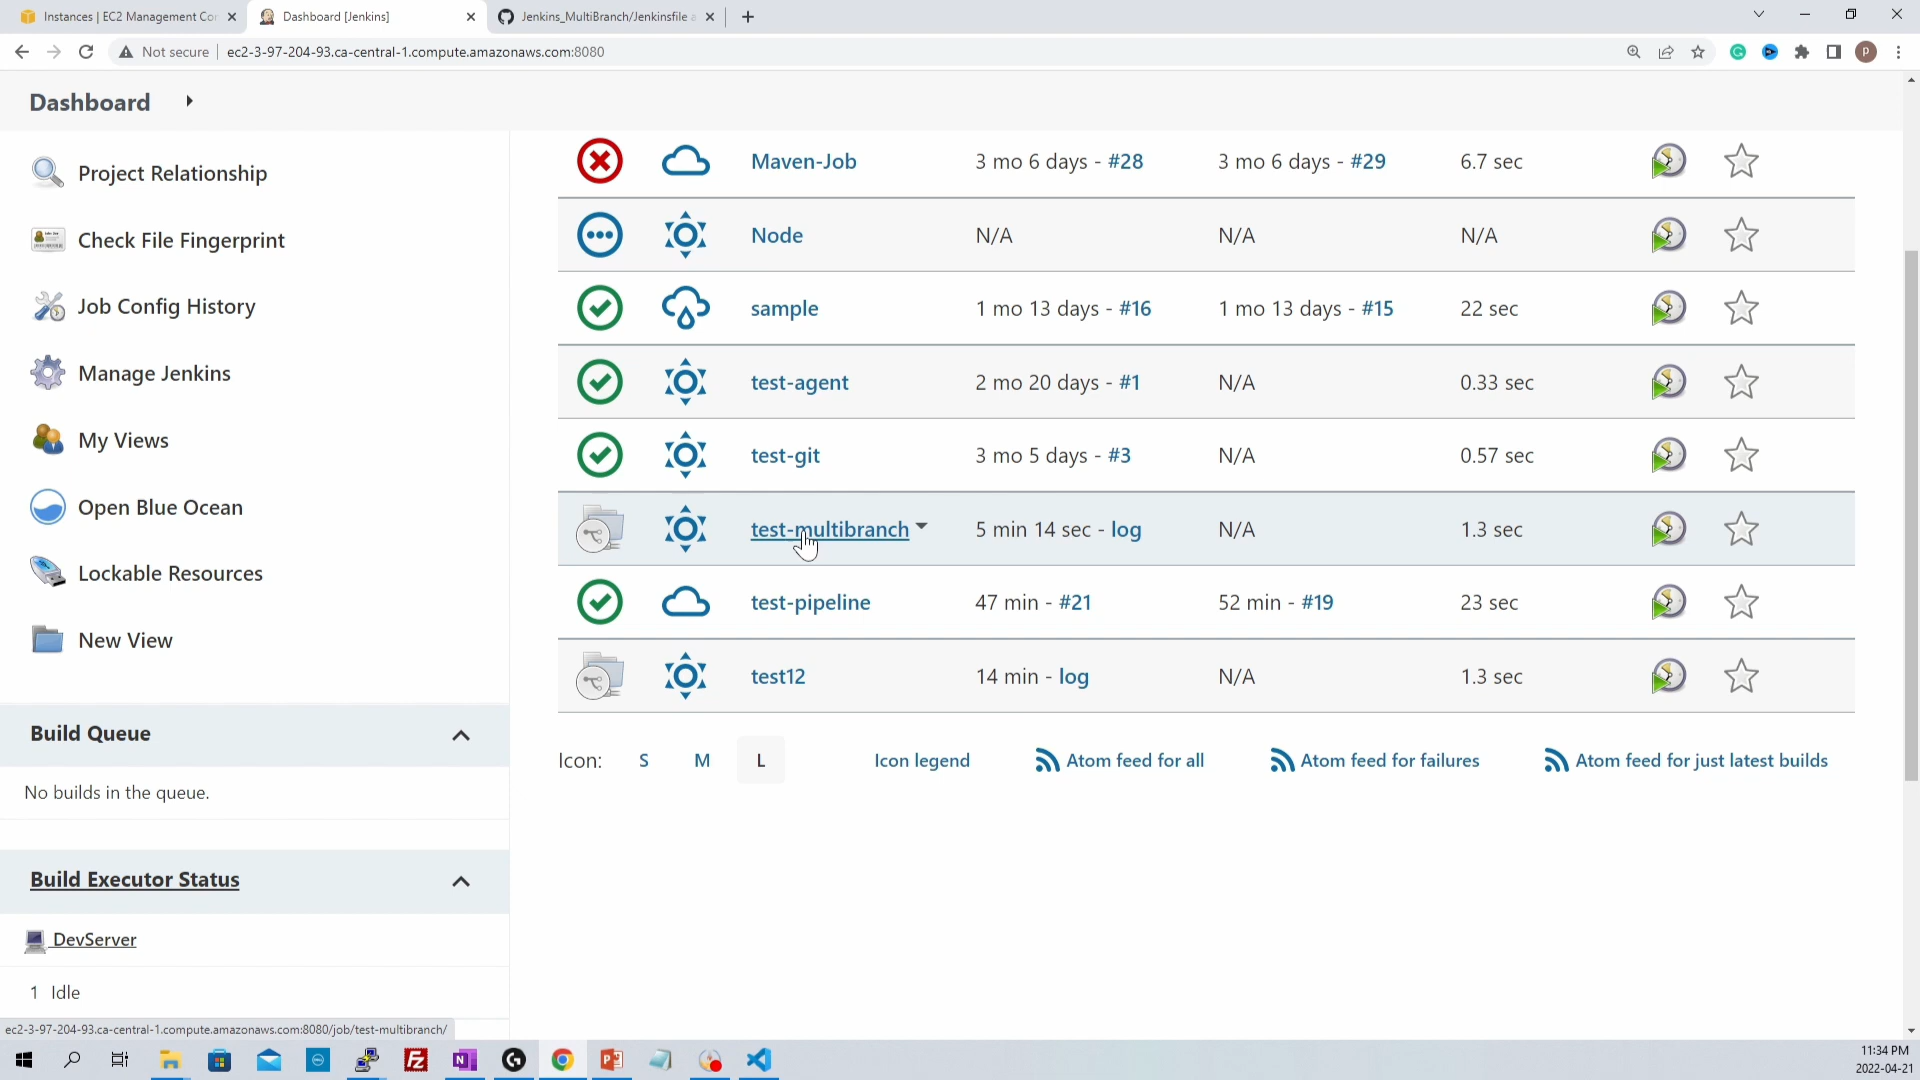 Instances | EC2 Management Con
Dashboard [Jenkins]
Jenkins_MultiBranch/Jenkinsfile a
Not secure
ec2-3-97-204-93.ca-central-1.compute.amazonaws.com:8080
P
Dashboard
Project Relationship
Check File Fingerprint
Job Config History
Manage Jenkins
My Views
Open Blue Ocean
Lockable Resources
New View
Build Queue
No builds in the queue.
Build Executor Status
DevServer
1 Idle
Maven-Job 3 mo 6 days - #28 3 mo 6 days - #29 6.7 sec
Node N/A N/A N/A
sample 1 mo 13 days - #16 1 mo 13 days - #15 22 sec
test-agent 2 mo 20 days - #1 N/A 0.33 sec
test-git 3 mo 5 days - #3 N/A 0.57 sec
test-multibranch 5 min 14 sec - log N/A 1.3 sec
test-pipeline 47 min - #21 52 min - #19 23 sec
test12 14 min - log N/A 1.3 sec
Icon: S M L Icon legend Atom feed for all Atom feed for failures Atom feed for just latest builds
ec2-3-97-204-93.ca-central-1.compute.amazonaws.com:8080/job/test-multibranch/
11:34 PM
2022-04-21